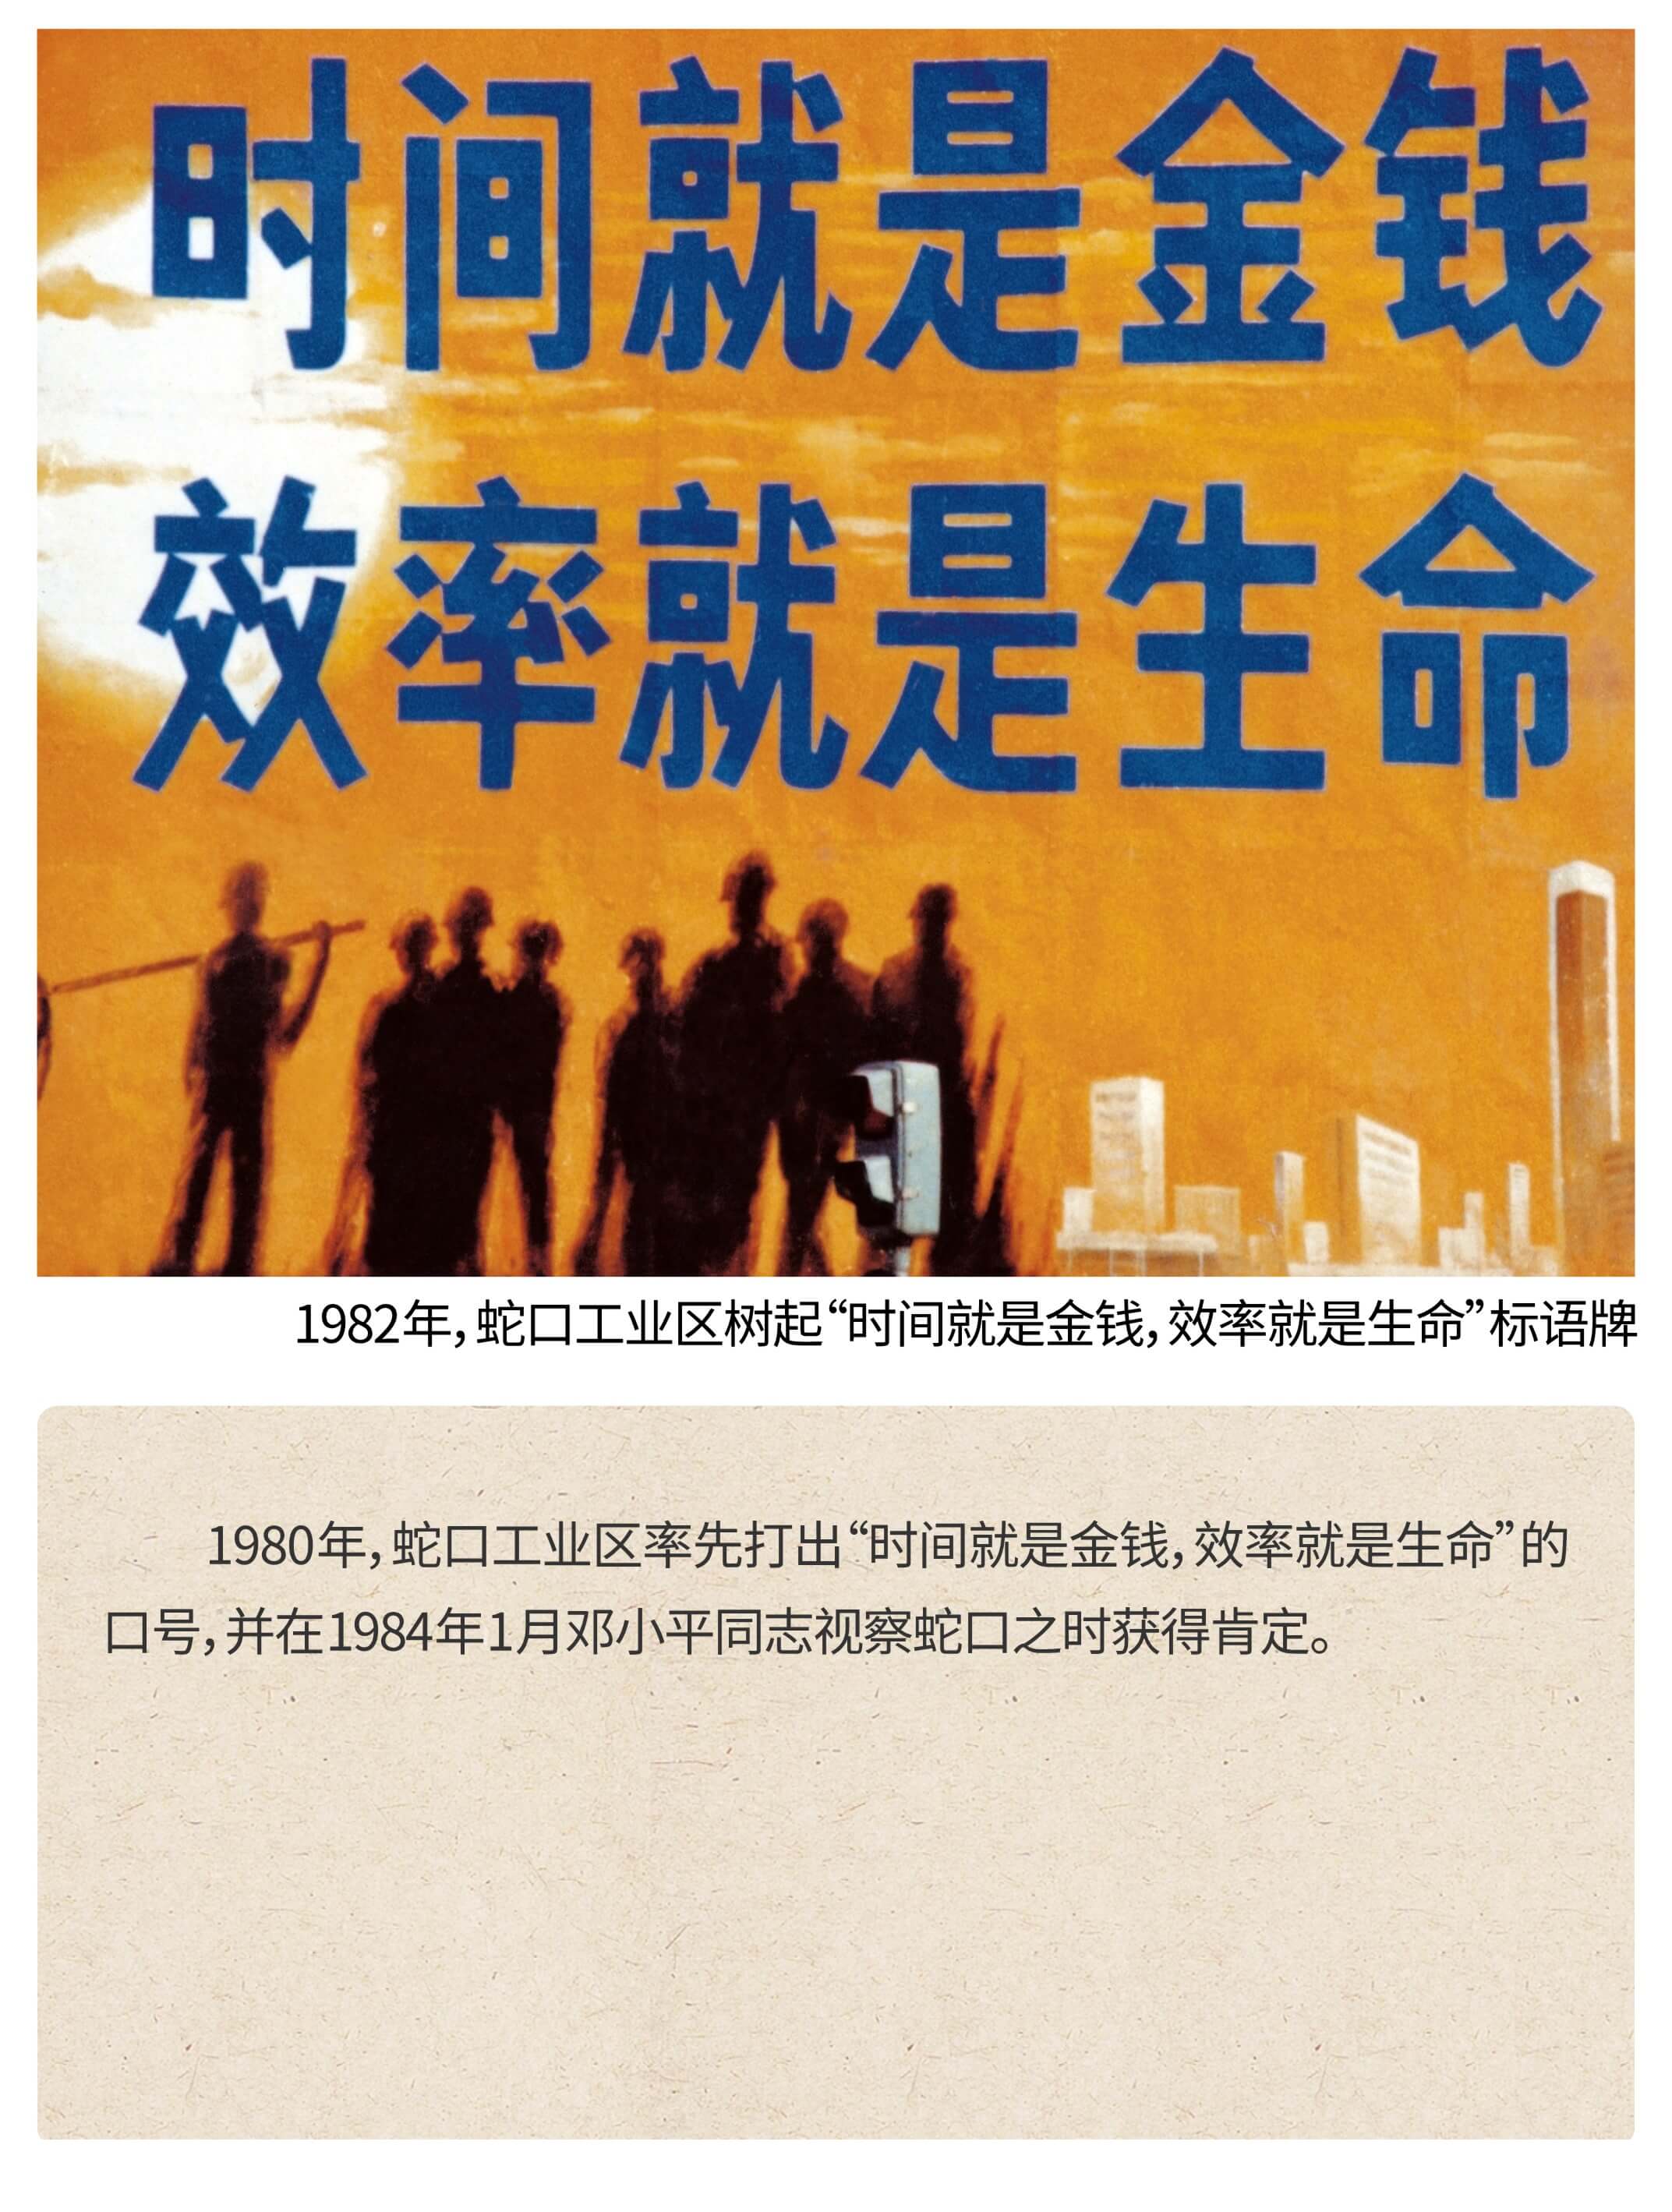 时间就是金钱
效率就是生命
1982年，蛇口工业区树起“时间就是金钱，效率就是生命”标语牌
1980年，蛇口工业区率先打出“时间就是金钱，效率就是生命”的
口号，并在1984年1月邓小平同志视察蛇口之时获得肯定。